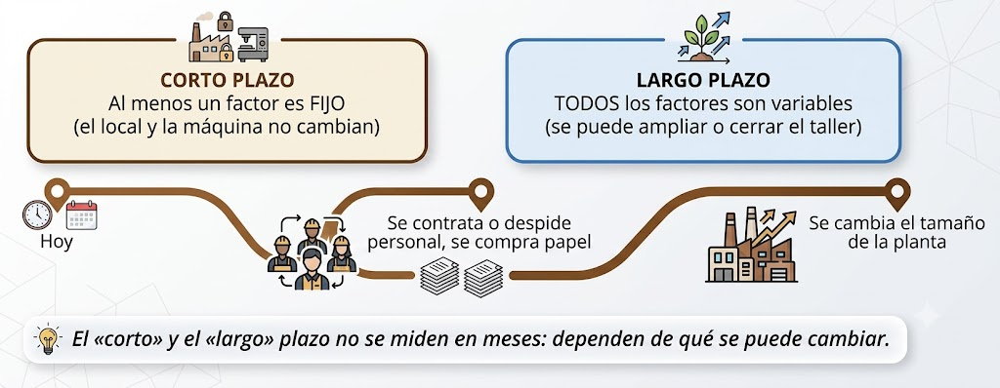 CORTO PLAZO
Al menos un factor es FIJO
(el local y la máquina no cambian)
LARGO PLAZO
TODOS los factores son variables
(se puede ampliar o cerrar el taller)
Hoy
Se contrata o despide
personal, se compra papel
Se cambia el tamaño
de la planta
El «corto» y el «largo» plazo no se miden en meses: dependen de qué se puede cambiar.